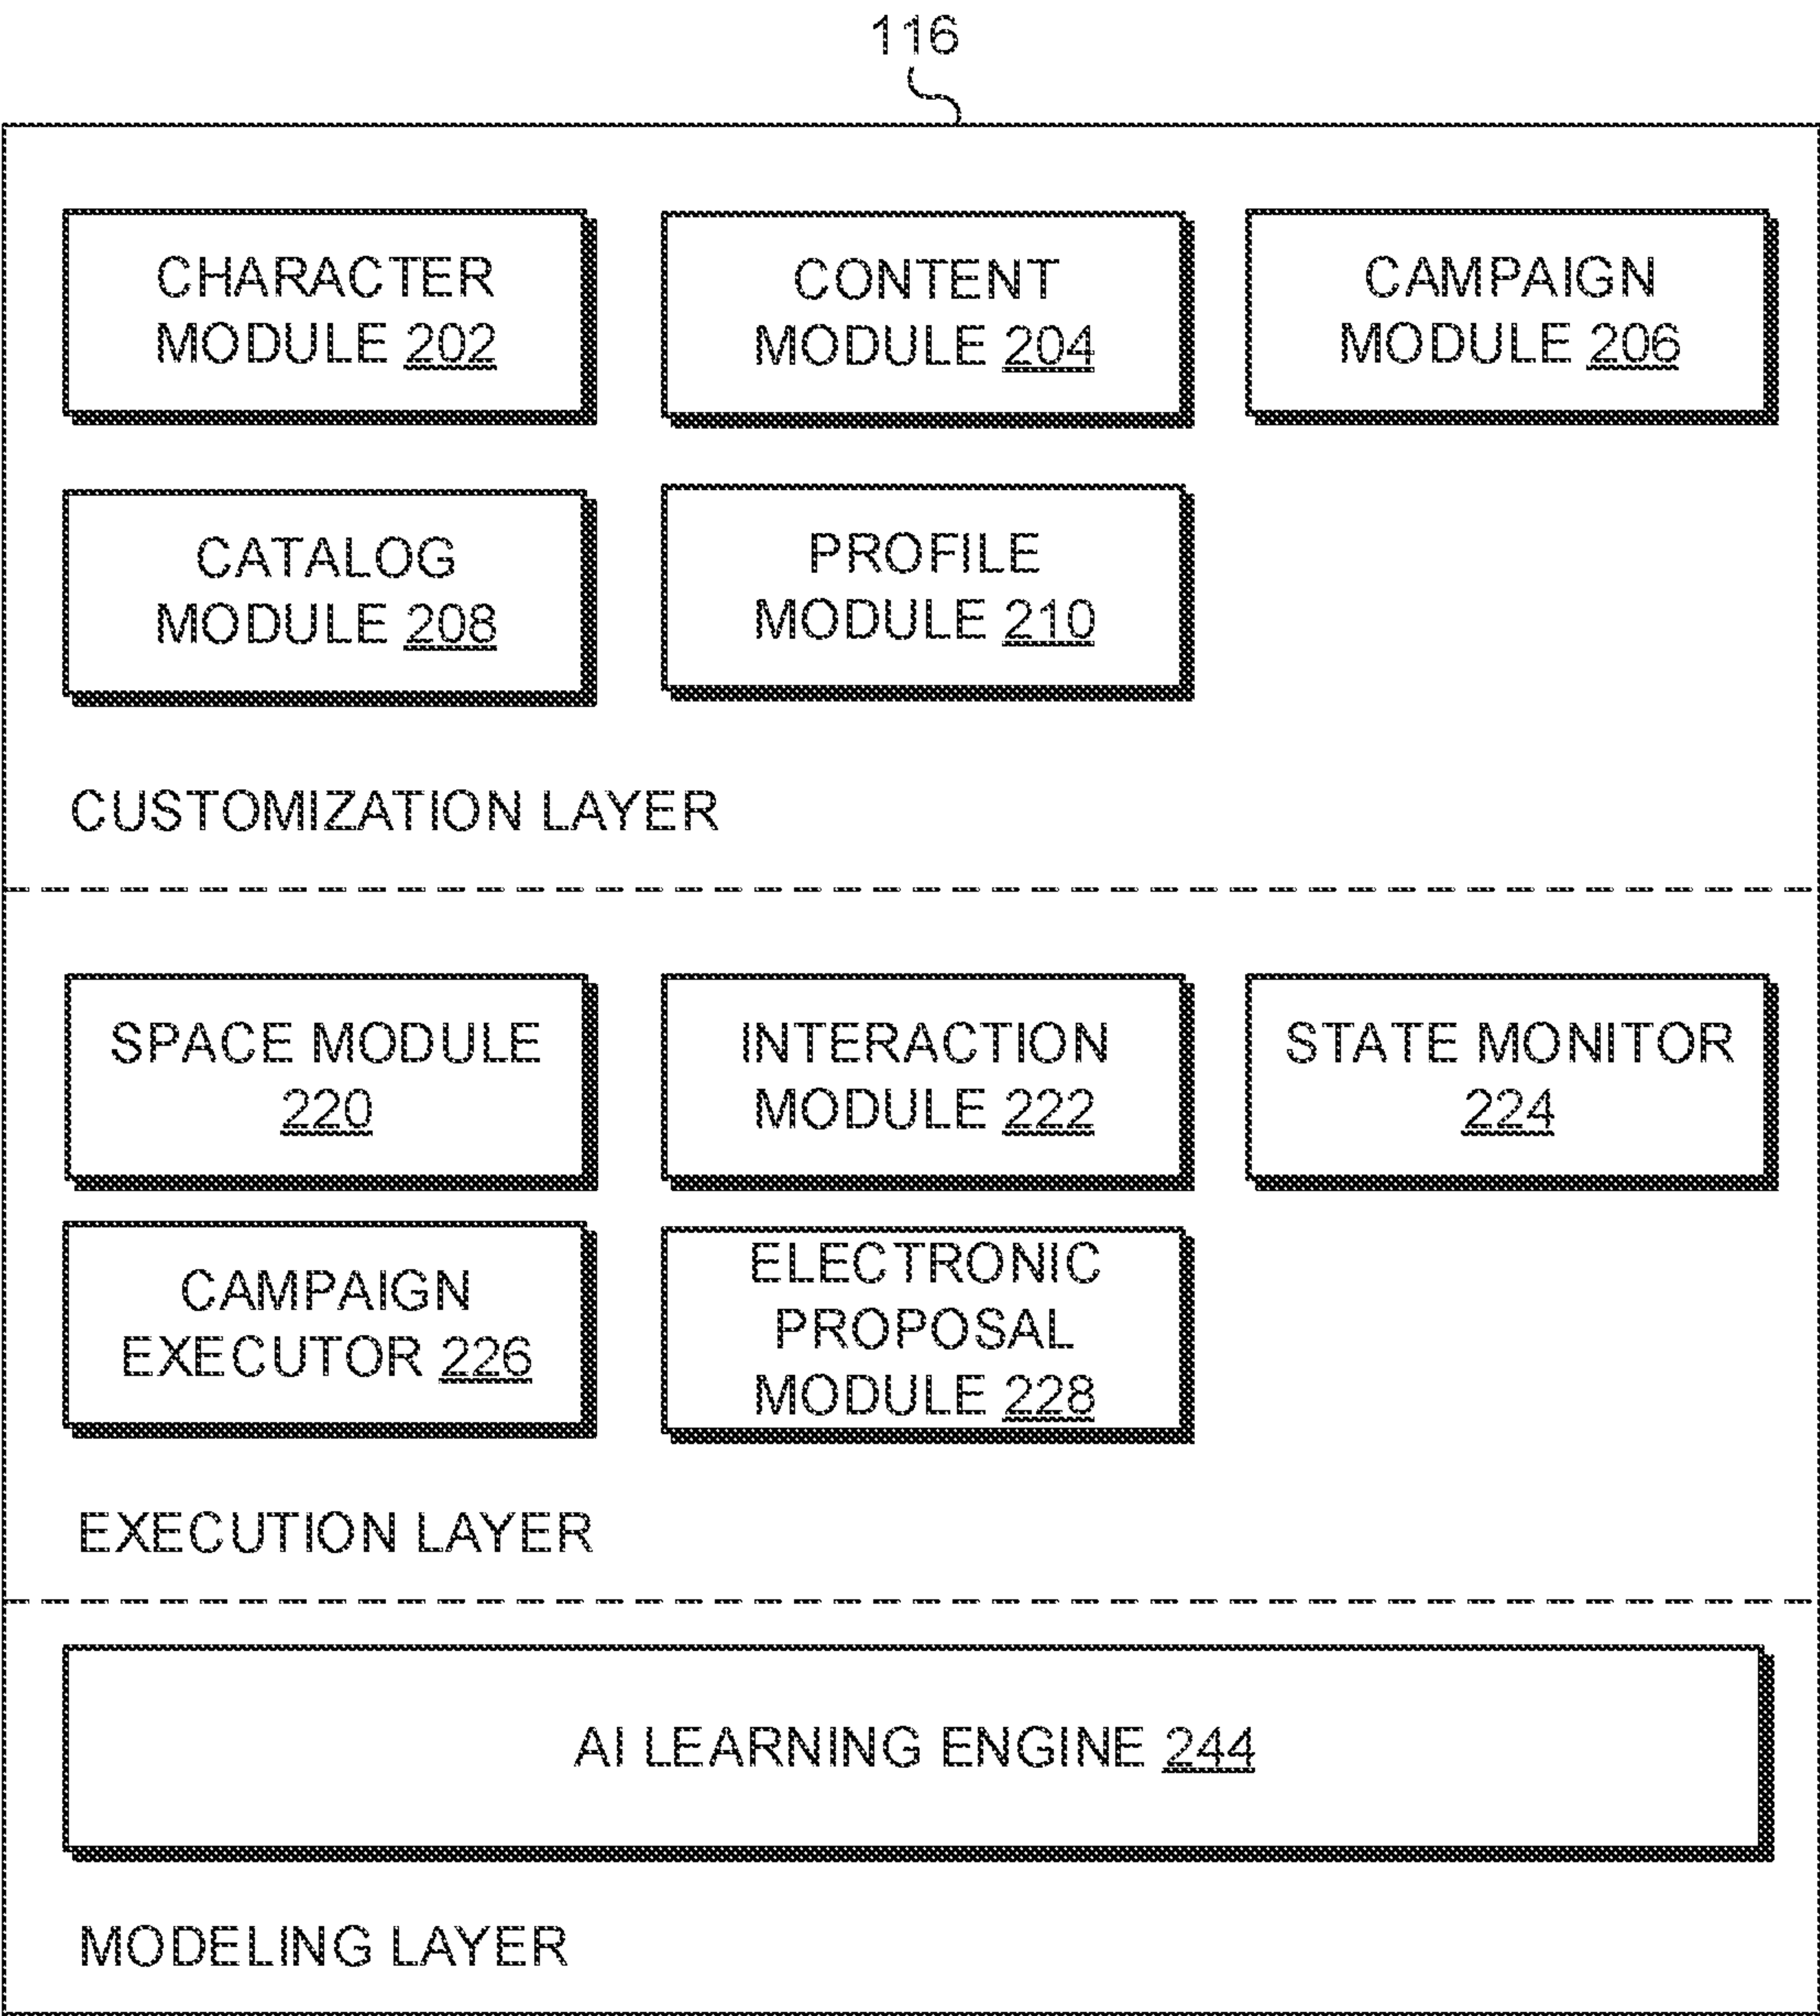 116
CHARACTER
MODULE 202
CONTENT
MODULE 204
CAMPAIGN
MODULE 206
CATALOG
MODULE 208
PROFILE
MODULE 210
CUSTOMIZATION LAYER
SPACE MODULE
220
INTERACTION
MODULE 222
STATE MONITOR
224
CAMPAIGN
EXECUTOR 226
ELECTRONIC
PROPOSAL
MODULE 228
EXECUTION LAYER
AI LEARNING ENGINE 244
MODELING LAYER